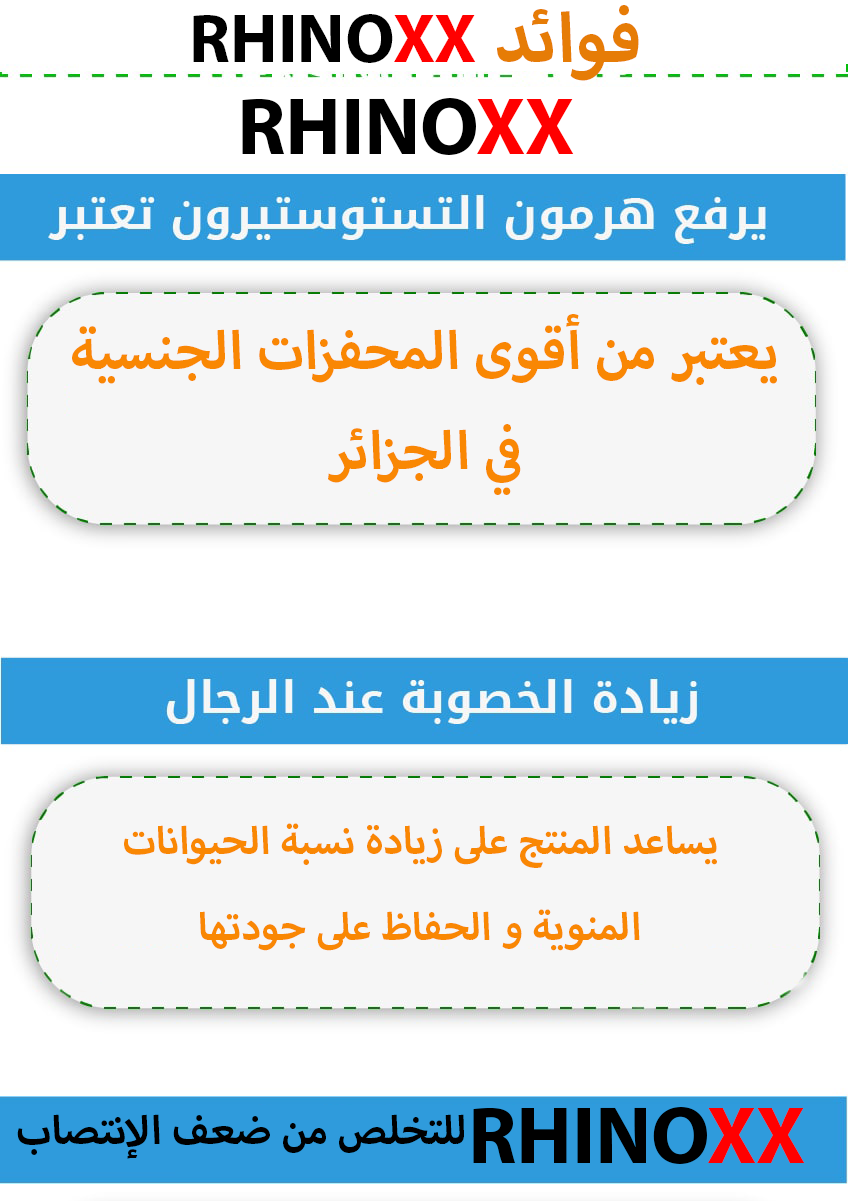 فوائد RHINOXX
RHINOXX
يرفع هرمون التستوستيرون تعتبر
يعتبر من أقوى المحفزات الجنسية
في الجزائر
زيادة الخصوبة عند الرجال
يساعد المنتج على زيادة نسبة الحيوانات
المنوية و الحفاظ على جودتها
RHINOXX للتخلص من ضعف الإنتصاب